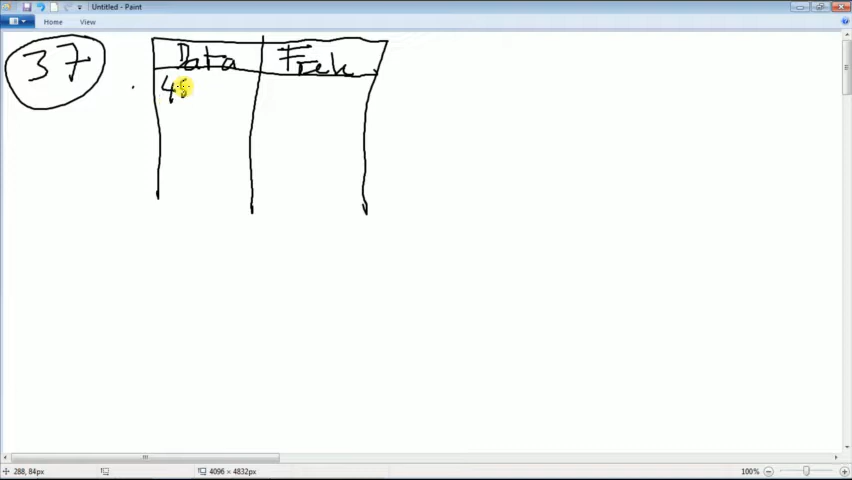 Untitled - Paint
Home View
37
Data Frek
288, 84px
4096 × 4832px
100%